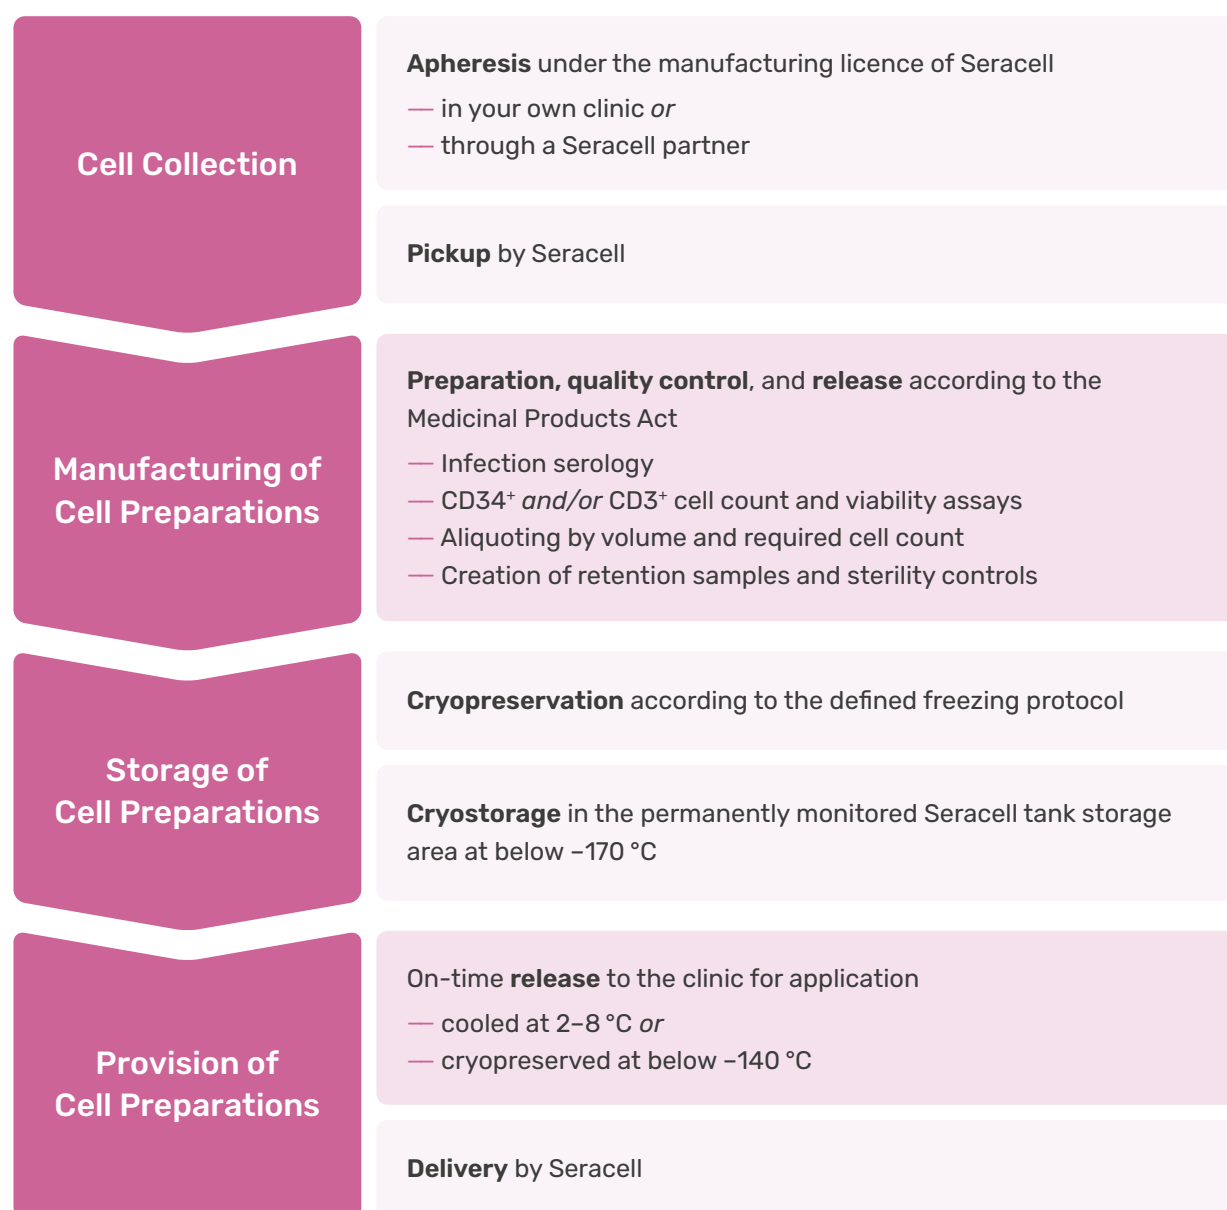 Cell Collection
Apheresis under the manufacturing licence of Seracell
— in your own clinic or
— through a Seracell partner
Pickup by Seracell
Manufacturing of
Cell Preparations
Preparation, quality control, and release according to the
Medicinal Products Act
— Infection serology
— CD34⁺ and/or CD3⁺ cell count and viability assays
— Aliquoting by volume and required cell count
— Creation of retention samples and sterility controls
Storage of
Cell Preparations
Cryopreservation according to the defined freezing protocol
Cryostorage in the permanently monitored Seracell tank storage
area at below –170 °C
Provision of
Cell Preparations
On-time release to the clinic for application
— cooled at 2–8 °C or
— cryopreserved at below –140 °C
Delivery by Seracell